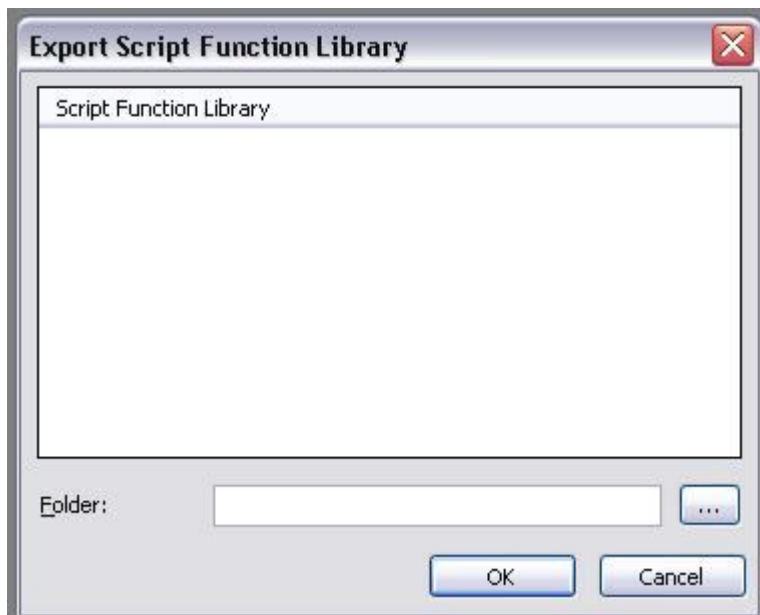 Export Script Function Library
Script Function Library
Folder:
...
OK
Cancel